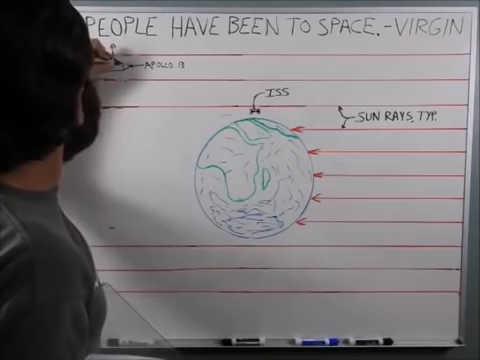 PEOPLE HAVE BEEN TO SPACE.-VIRGIN
APOLLO 13
ISS
SUN RAYS, TYP.